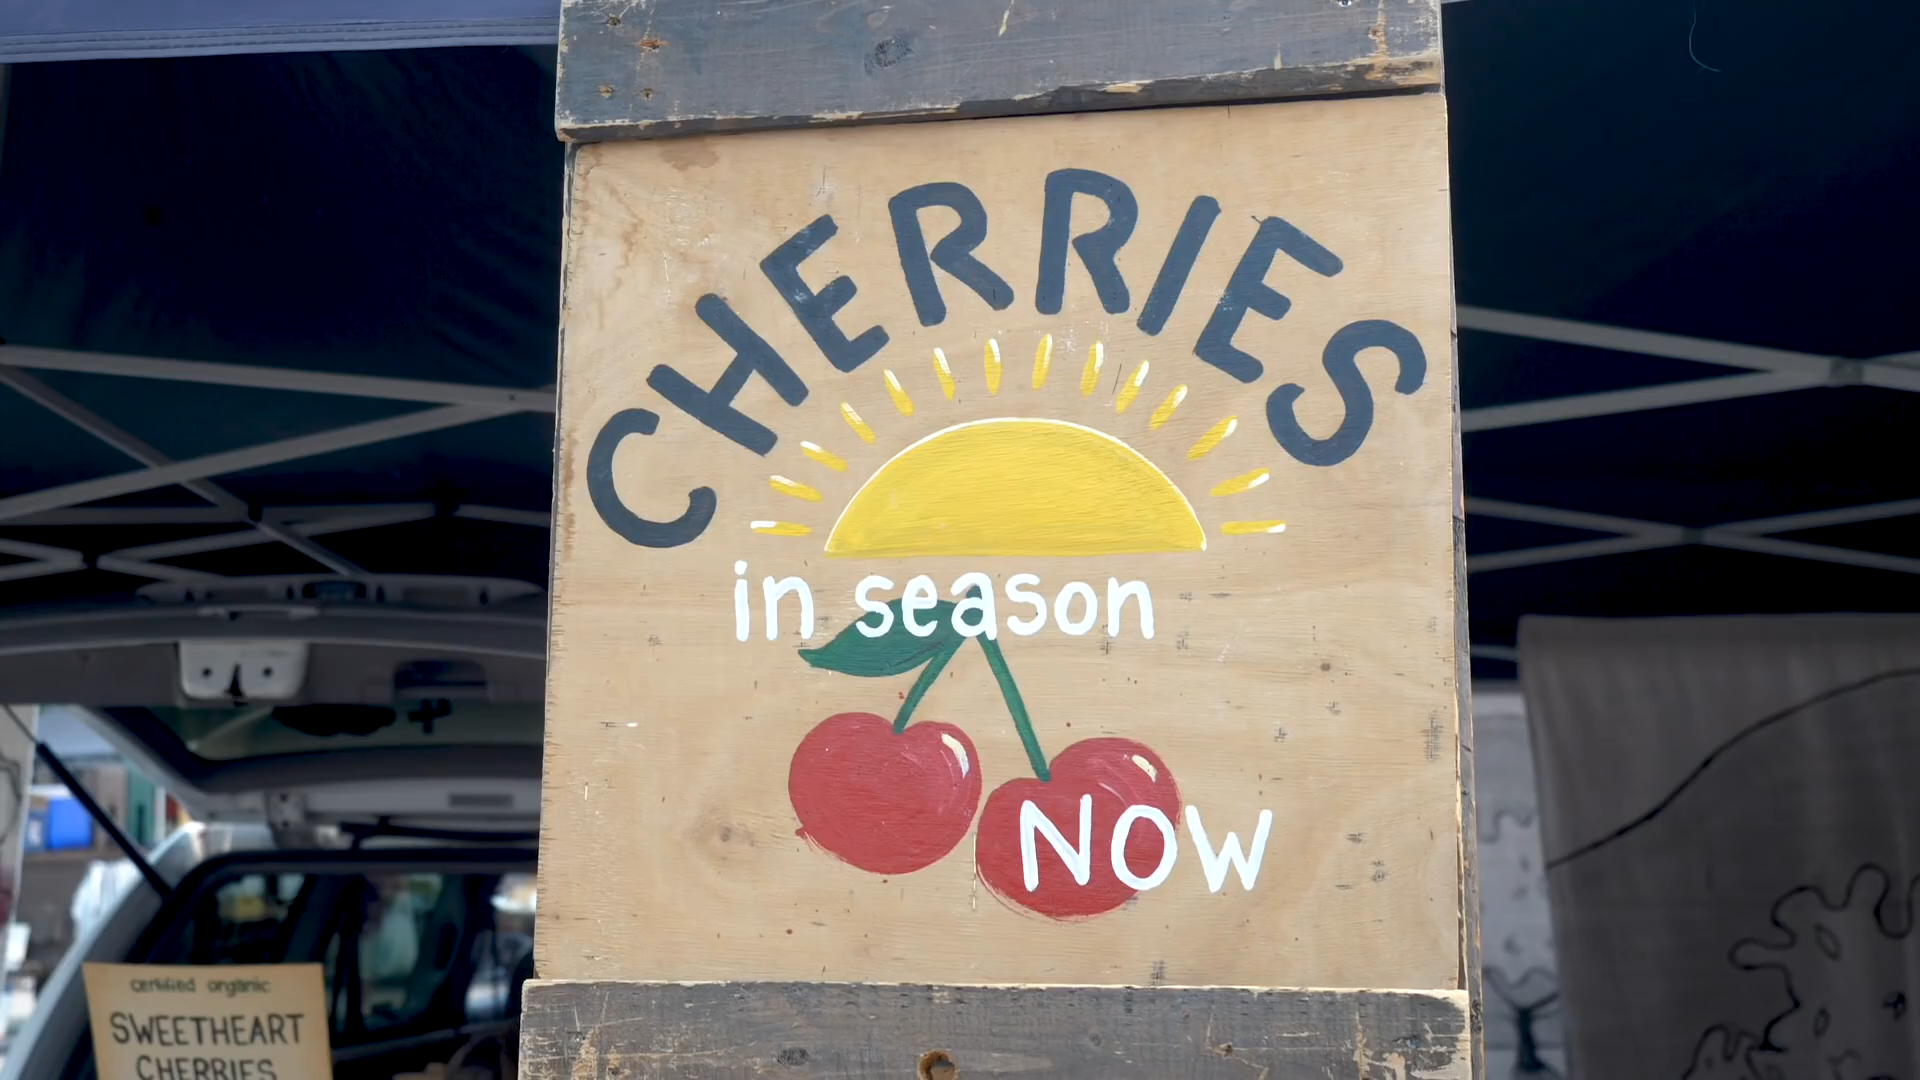 CHERRIES
in season
NOW
certified organic
SWEETHEART
CHERRIES